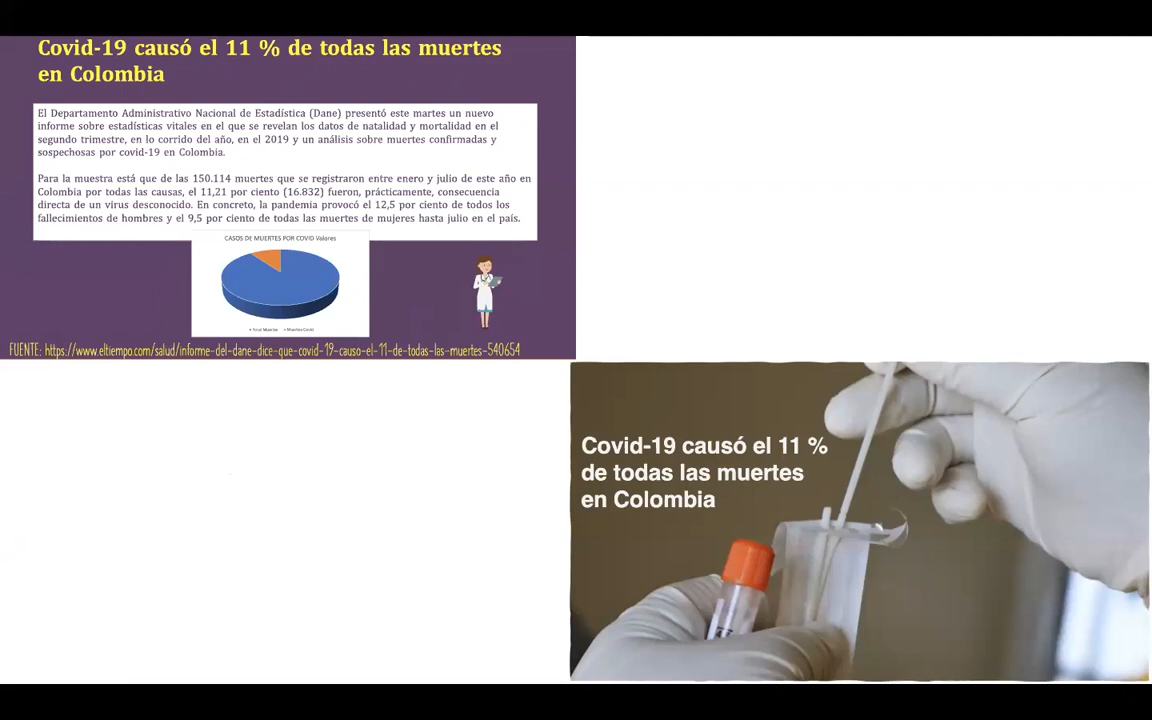 Covid-19 causó el 11 % de todas las muertes
en Colombia
El Departamento Administrativo Nacional de Estadística (Dane) presentó este martes un nuevo
informe sobre estadísticas vitales en el que se revelan los datos de natalidad y mortalidad en el
segundo trimestre, en lo corrido del año, en el 2019 y un análisis sobre muertes confirmadas y
sospechosas por covid-19 en Colombia.
Para la muestra está que de las 150.114 muertes que se registraron entre enero y julio de este año en
Colombia por todas las causas, el 11,21 por ciento (16.832) fueron, prácticamente, consecuencia
directa de un virus desconocido. En concreto, la pandemia provocó el 12,5 por ciento de todos los
fallecimientos de hombres y el 9,5 por ciento de todas las muertes de mujeres hasta julio en el país.
CASOS DE MUERTES POR COVID Valores
Total Muertes Muertes Covid
FUENTE: https://www.eltiempo.com/salud/informe-del-dane-dice-que-covid-19-causo-el-11-de-todas-las-muertes-540654
Covid-19 causó el 11 %
de todas las muertes
en Colombia